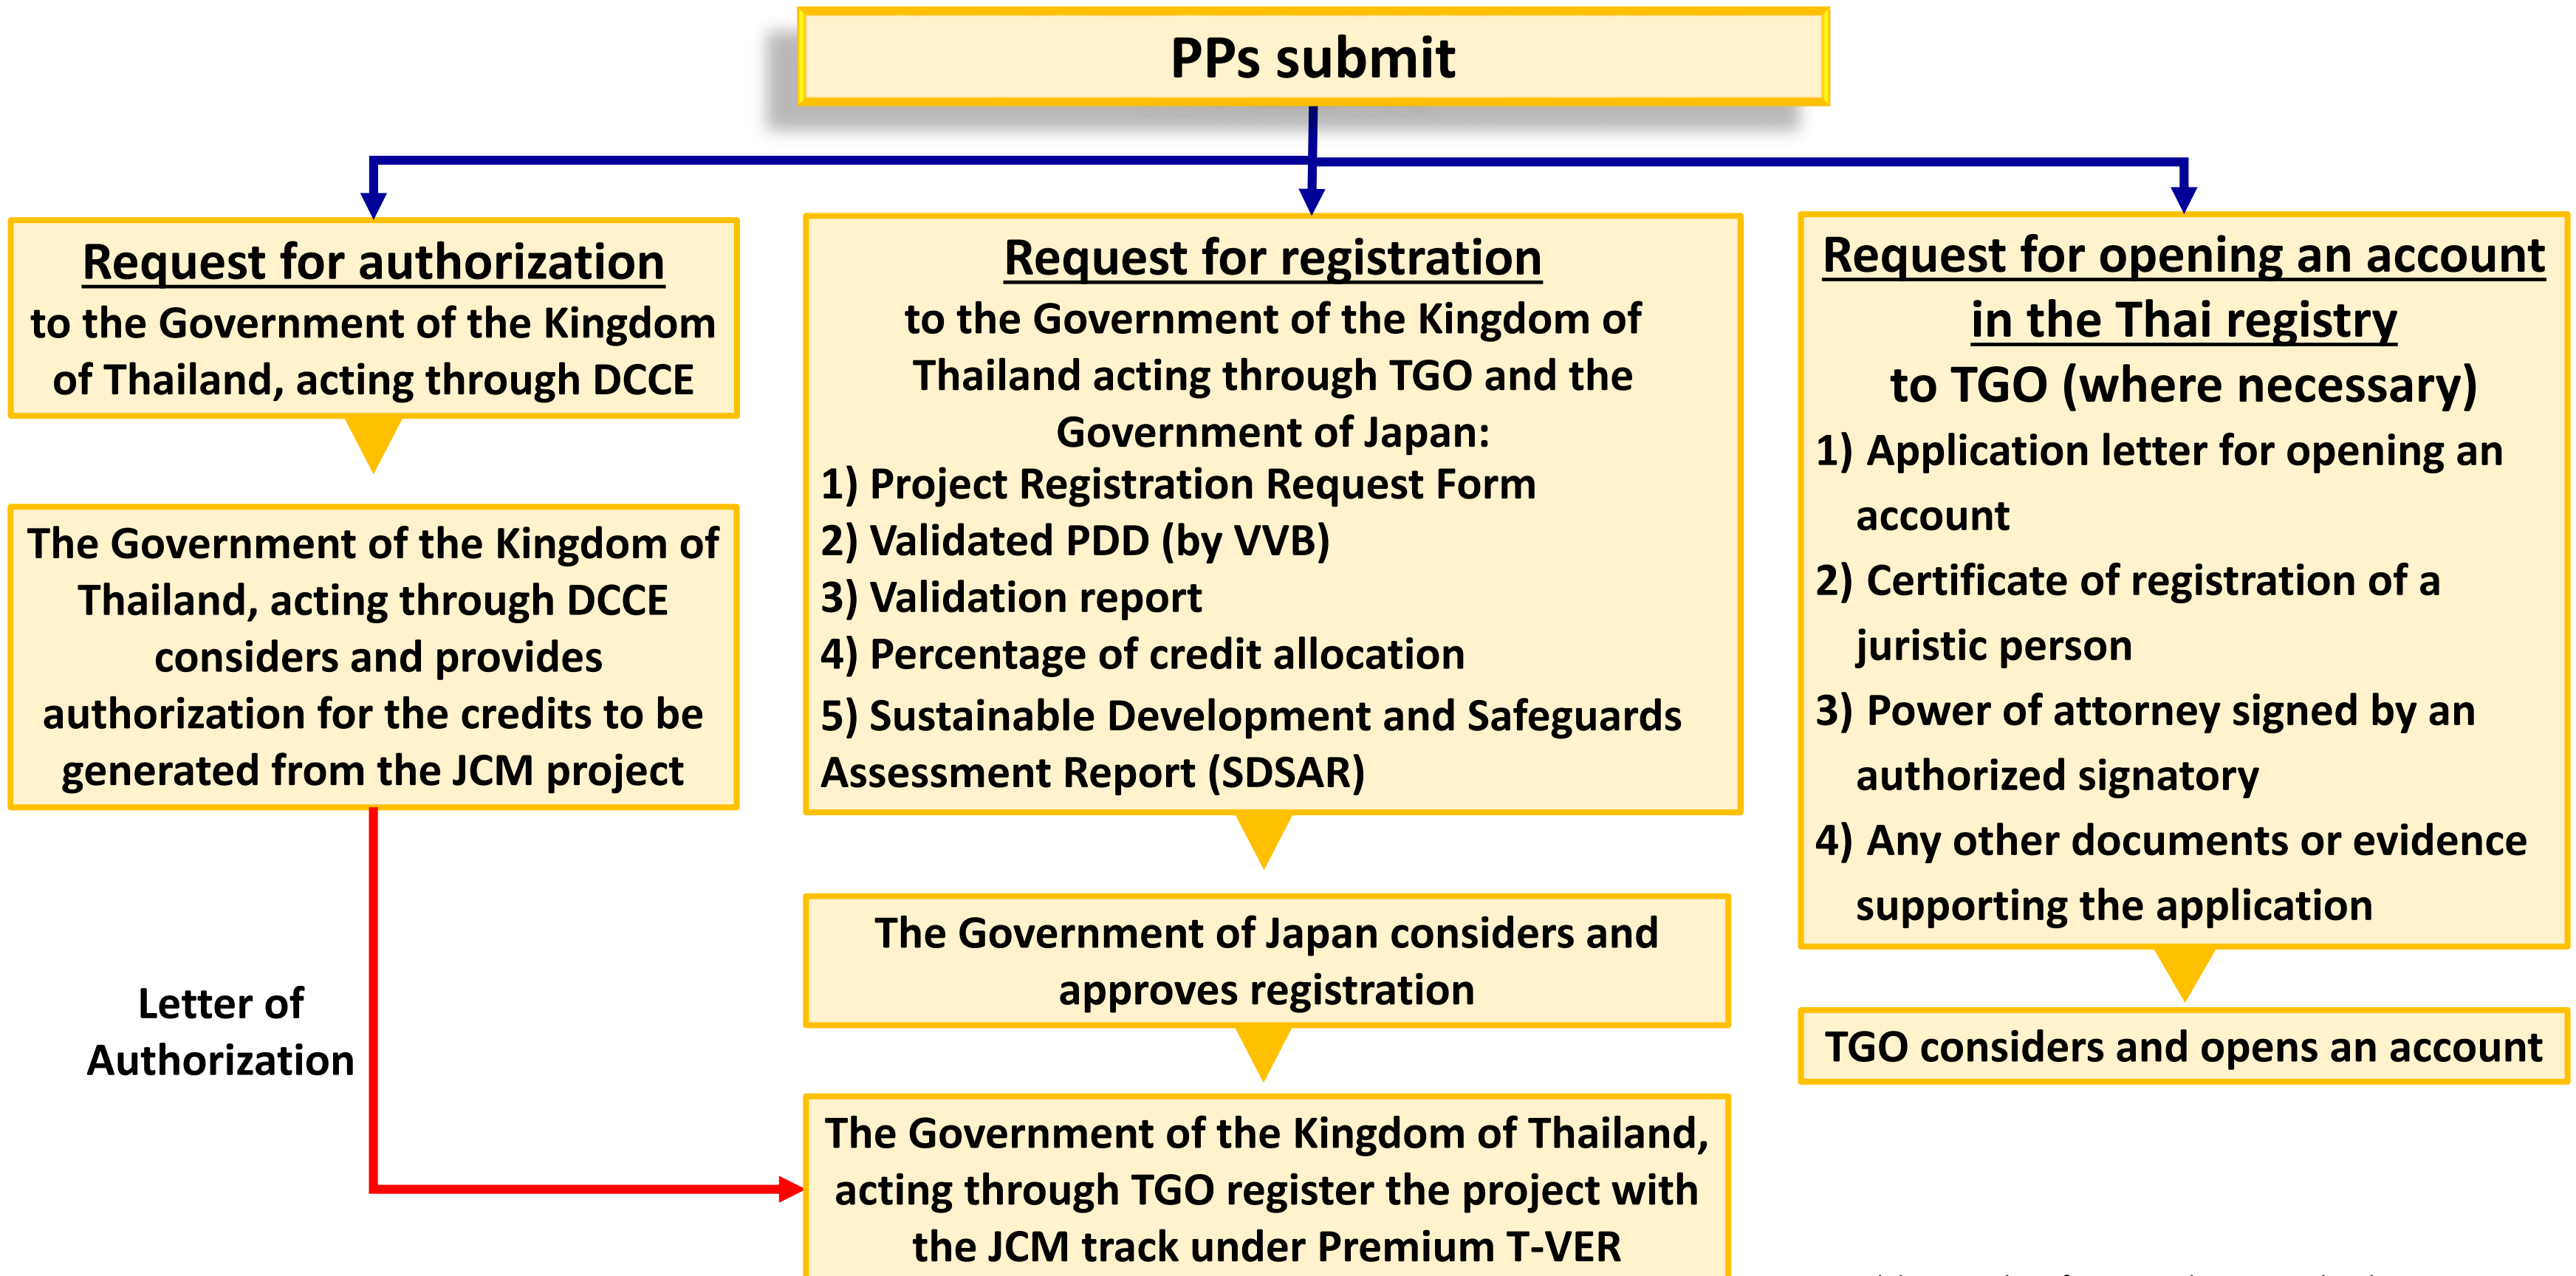 PPs submit
Request for authorization
to the Government of the Kingdom
of Thailand, acting through DCCE
The Government of the Kingdom of
Thailand, acting through DCCE
considers and provides
authorization for the credits to be
generated from the JCM project
Letter of
Authorization
Request for registration
to the Government of the Kingdom of
Thailand acting through TGO and the
Government of Japan:
1) Project Registration Request Form
2) Validated PDD (by VVB)
3) Validation report
4) Percentage of credit allocation
5) Sustainable Development and Safeguards
Assessment Report (SDSAR)
The Government of Japan considers and
approves registration
The Government of the Kingdom of Thailand,
acting through TGO register the project with
the JCM track under Premium T-VER
Request for opening an account
in the Thai registry
to TGO (where necessary)
1) Application letter for opening an
account
2) Certificate of registration of a
juristic person
3) Power of attorney signed by an
authorized signatory
4) Any other documents or evidence
supporting the application
TGO considers and opens an account